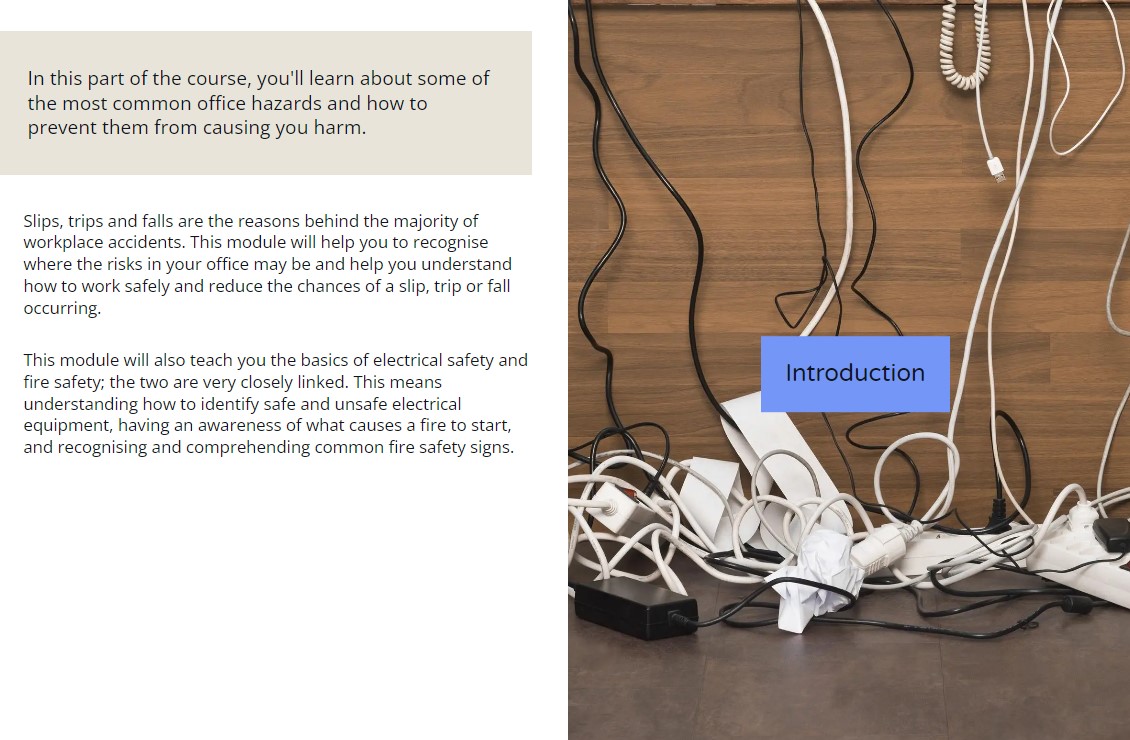 In this part of the course, you'll learn about some of
the most common office hazards and how to
prevent them from causing you harm.
Slips, trips and falls are the reasons behind the majority of
workplace accidents. This module will help you to recognise
where the risks in your office may be and help you understand
how to work safely and reduce the chances of a slip, trip or fall
occurring.
This module will also teach you the basics of electrical safety and
fire safety; the two are very closely linked. This means
understanding how to identify safe and unsafe electrical
equipment, having an awareness of what causes a fire to start,
and recognising and comprehending common fire safety signs.
Introduction